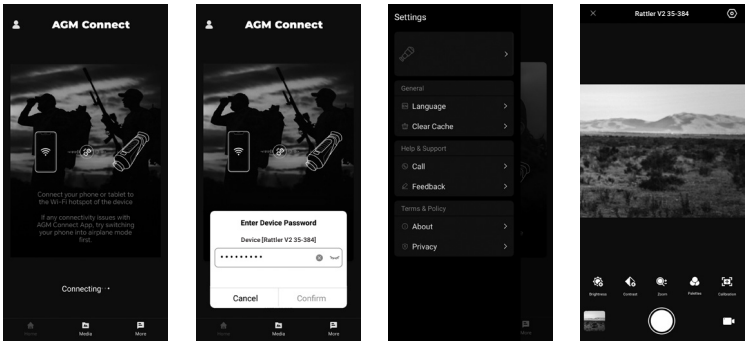 AGM Connect
Connect your phone or tablet to
the Wi-Fi hotspot of the device
If any connectivity issues with
AGM Connect App, try switching
your phone into airplane mode
first.
Connecting···
Home
Media
More
AGM Connect
Enter Device Password
Device [Rattler V2 35-384]
•••••••••
Cancel
Confirm
Home
Media
More
Settings
General
Language
Clear Cache
Help & Support
Call
Feedback
Terms & Policy
About
Privacy
More
Rattler V2 35-384
Brightness
Contrast
Zoom
Palettes
Calibration